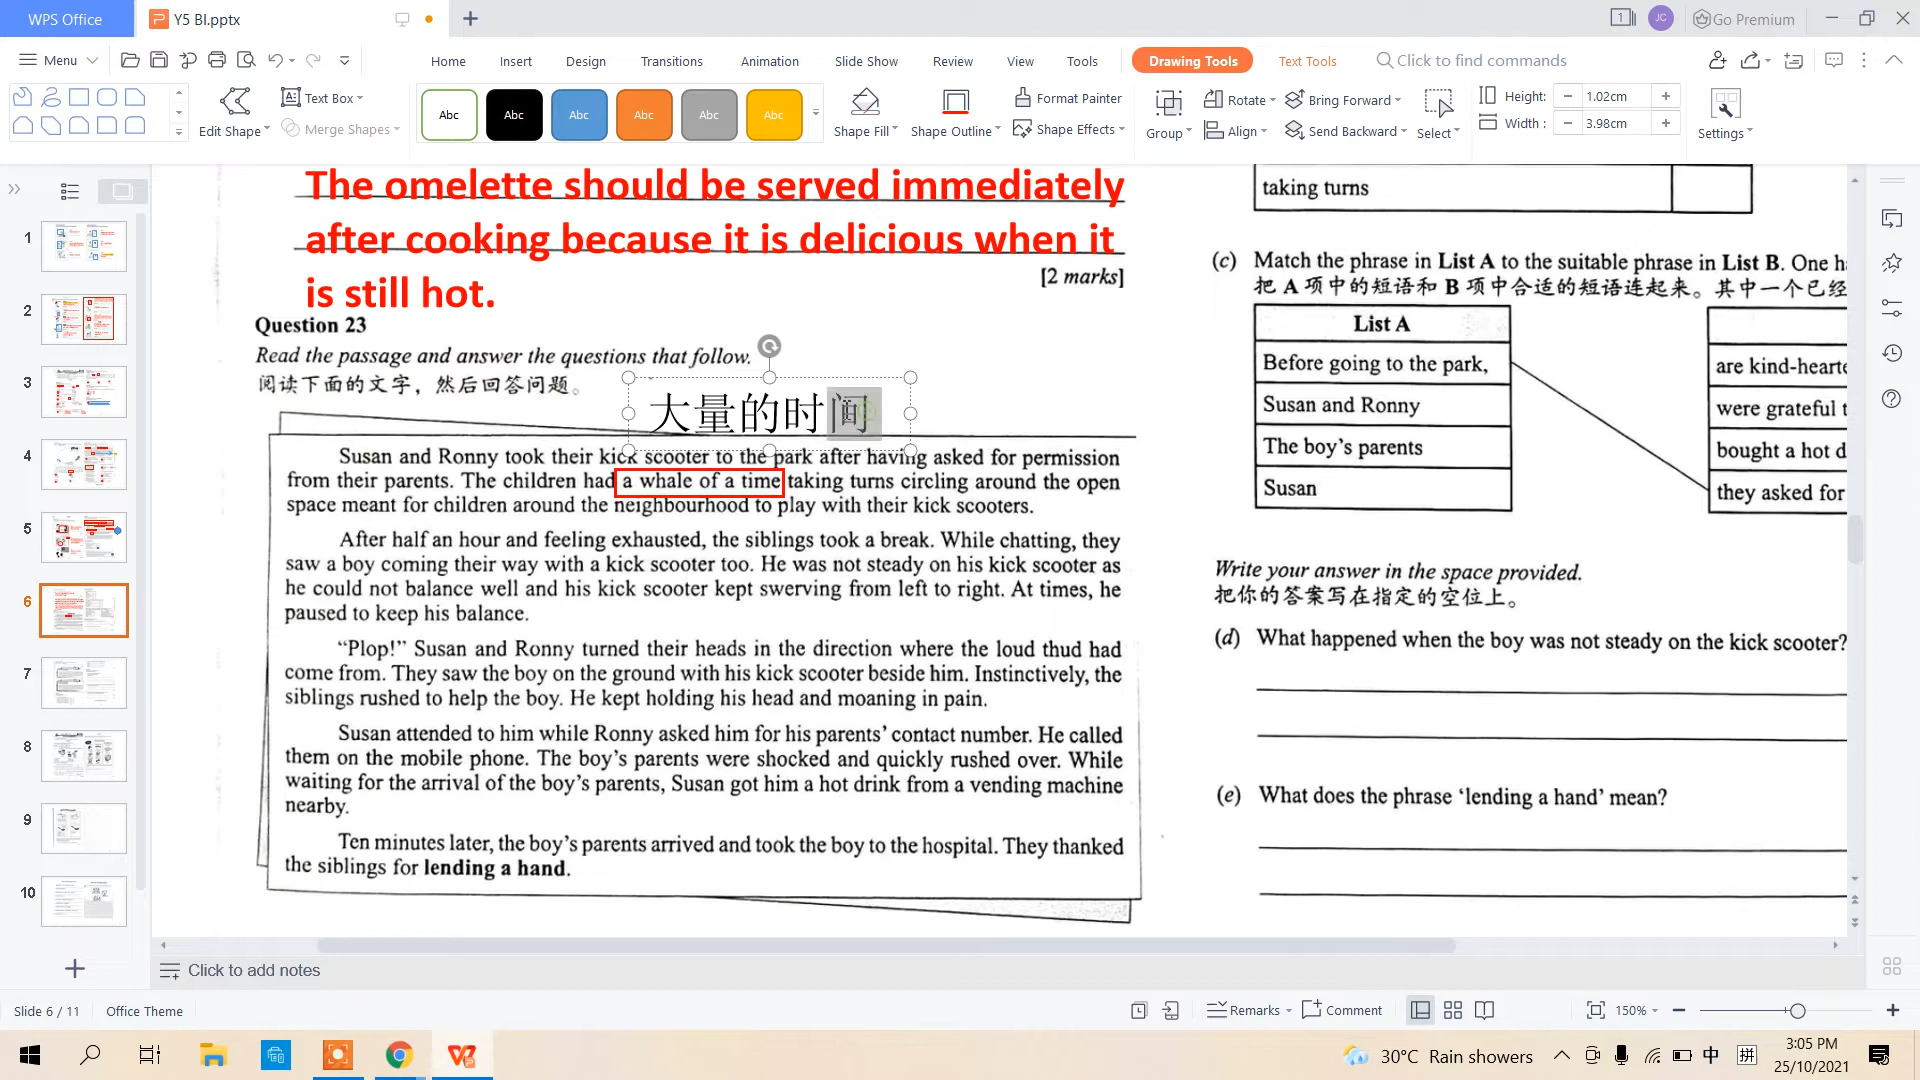 WPS Office
Y5 BI.pptx
1
JC
Go Premium
Menu
Home
Insert
Design
Transitions
Animation
Slide Show
Review
View
Tools
Drawing Tools
Text Tools
Click to find commands
Edit Shape
Text Box
Merge Shapes
Abc
Abc
Abc
Abc
Abc
Abc
Shape Fill
Shape Outline
Format Painter
Shape Effects
Group
Rotate
Align
Bring Forward
Send Backward
Select
Height:
1.02cm
Width :
3.98cm
Settings
1
2
3
4
5
6
7
8
9
10
The omelette should be served immediately
after cooking because it is delicious when it
is still hot.
[2 marks]
Question 23
Read the passage and answer the questions that follow.
阅读下面的文字，然后回答问题。
大量的时间
Susan and Ronny took their kick scooter to the park after having asked for permission
from their parents. The children had a whale of a time taking turns circling around the open
space meant for children around the neighbourhood to play with their kick scooters.
After half an hour and feeling exhausted, the siblings took a break. While chatting, they
saw a boy coming their way with a kick scooter too. He was not steady on his kick scooter as
he could not balance well and his kick scooter kept swerving from left to right. At times, he
paused to keep his balance.
“Plop!” Susan and Ronny turned their heads in the direction where the loud thud had
come from. They saw the boy on the ground with his kick scooter beside him. Instinctively, the
siblings rushed to help the boy. He kept holding his head and moaning in pain.
Susan attended to him while Ronny asked him for his parents’ contact number. He called
them on the mobile phone. The boy’s parents were shocked and quickly rushed over. While
waiting for the arrival of the boy’s parents, Susan got him a hot drink from a vending machine
nearby.
Ten minutes later, the boy’s parents arrived and took the boy to the hospital. They thanked
the siblings for lending a hand.
taking turns
(c) Match the phrase in List A to the suitable phrase in List B. One h
把 A 项中的短语和 B 项中合适的短语连起来。其中一个已经
List A
Before going to the park,
Susan and Ronny
The boy’s parents
Susan
are kind-hearte
were grateful t
bought a hot d
they asked for
Write your answer in the space provided.
把你的答案写在指定的空位上。
(d) What happened when the boy was not steady on the kick scooter?
(e) What does the phrase ‘lending a hand’ mean?
Click to add notes
Slide 6 / 11
Office Theme
Remarks
Comment
150%
30°C Rain showers
中
拼
3:05 PM
25/10/2021